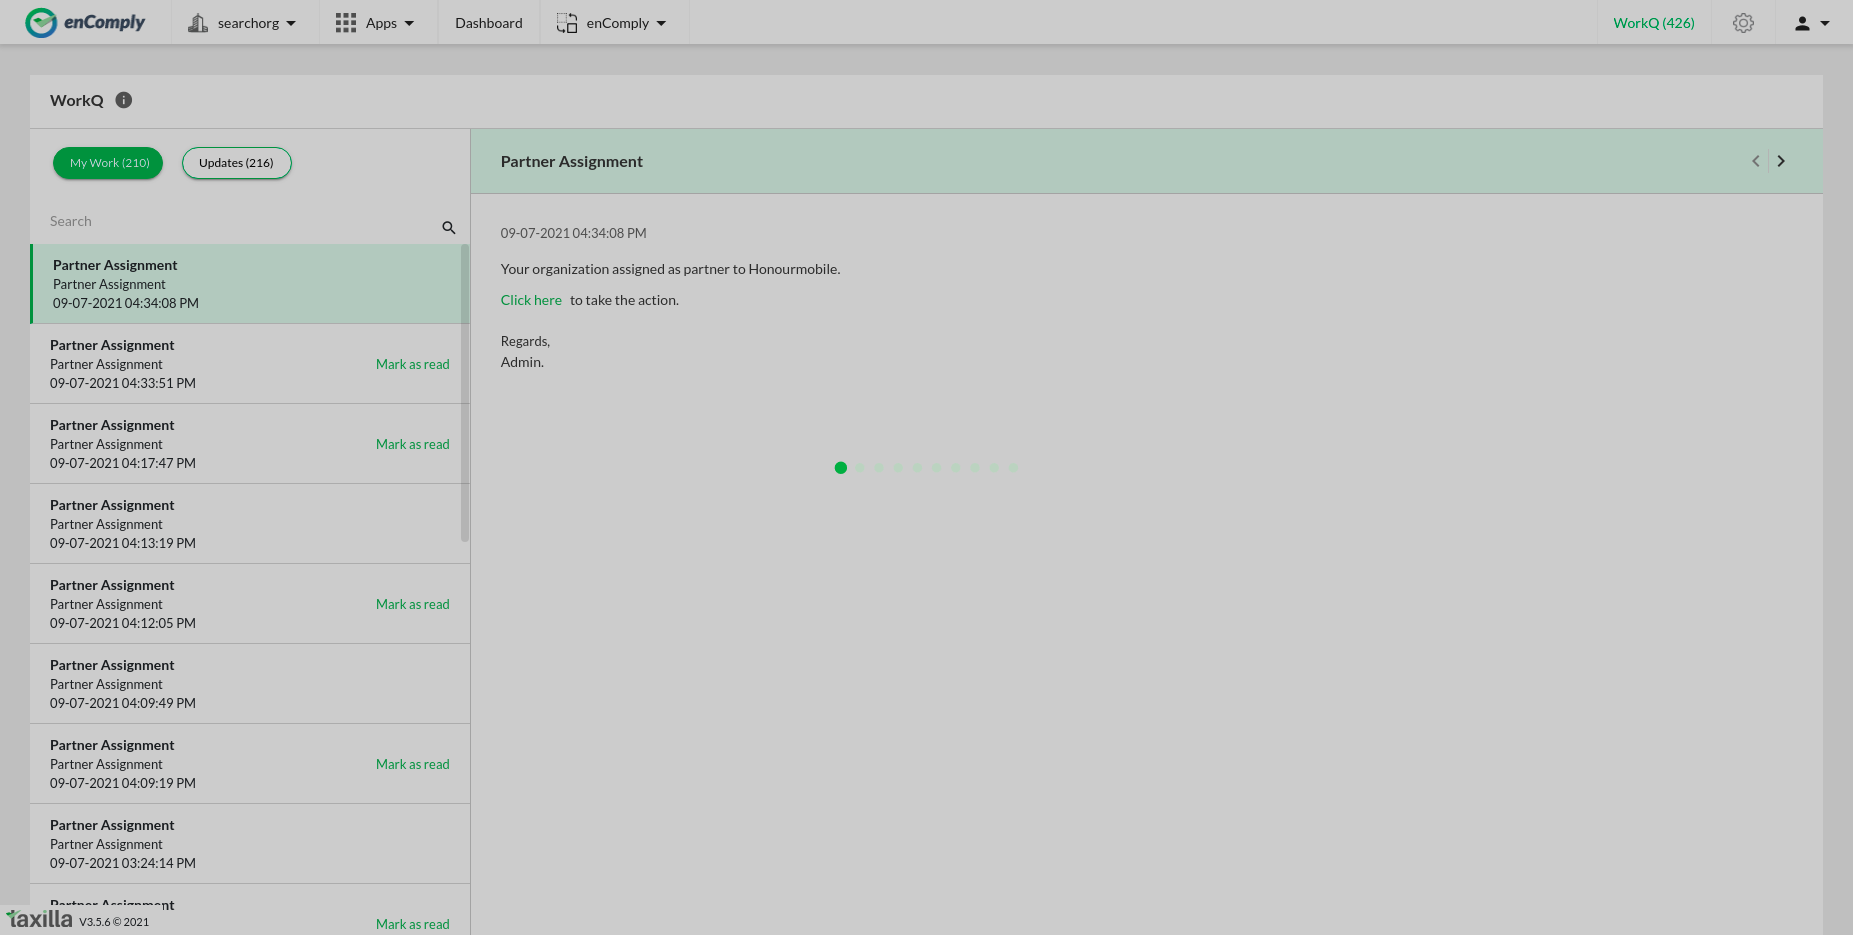 enComply
searchorg
Apps
Dashboard
enComply
WorkQ (426)
WorkQ
My Work (210)
Updates (216)
Search
Partner Assignment
Partner Assignment
09-07-2021 04:34:08 PM
Partner Assignment
Partner Assignment
Mark as read
09-07-2021 04:33:51 PM
Partner Assignment
Partner Assignment
Mark as read
09-07-2021 04:17:47 PM
Partner Assignment
Partner Assignment
09-07-2021 04:13:19 PM
Partner Assignment
Partner Assignment
Mark as read
09-07-2021 04:12:05 PM
Partner Assignment
Partner Assignment
09-07-2021 04:09:49 PM
Partner Assignment
Partner Assignment
Mark as read
09-07-2021 04:09:19 PM
Partner Assignment
Partner Assignment
09-07-2021 03:24:14 PM
Partner Assignment
Mark as read
Partner Assignment
09-07-2021 04:34:08 PM
Your organization assigned as partner to Honourmobile.
Click here to take the action.
Regards,
Admin.
taxilla V3.5.6 © 2021